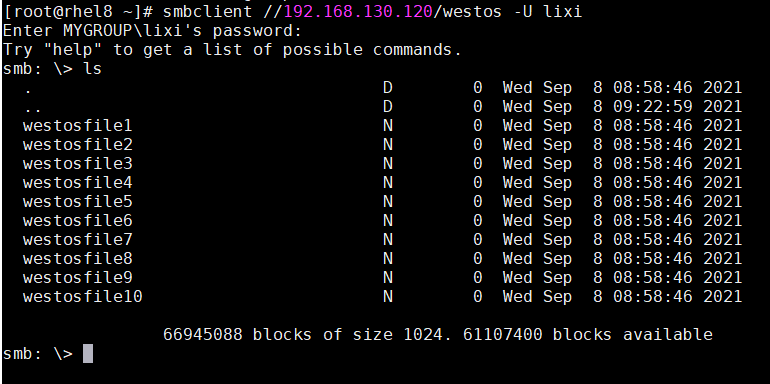 [root@rhel8 ~]# smbclient //192.168.130.120/westos -U lixi
Enter MYGROUP\lixi's password:
Try "help" to get a list of possible commands.
smb: \> ls
  .                                   D        0  Wed Sep  8 08:58:46 2021
  ..                                  D        0  Wed Sep  8 09:22:59 2021
  westosfile1                         N        0  Wed Sep  8 08:58:46 2021
  westosfile2                         N        0  Wed Sep  8 08:58:46 2021
  westosfile3                         N        0  Wed Sep  8 08:58:46 2021
  westosfile4                         N        0  Wed Sep  8 08:58:46 2021
  westosfile5                         N        0  Wed Sep  8 08:58:46 2021
  westosfile6                         N        0  Wed Sep  8 08:58:46 2021
  westosfile7                         N        0  Wed Sep  8 08:58:46 2021
  westosfile8                         N        0  Wed Sep  8 08:58:46 2021
  westosfile9                         N        0  Wed Sep  8 08:58:46 2021
  westosfile10                        N        0  Wed Sep  8 08:58:46 2021
                66945088 blocks of size 1024. 61107400 blocks available
smb: \>